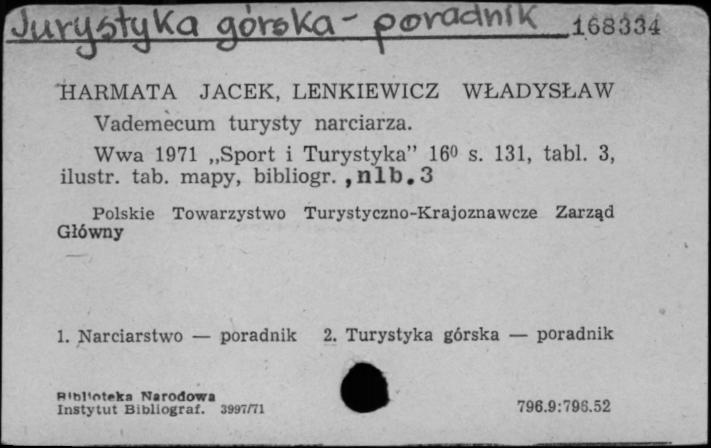 Turystyka górska - poradnik 168334
HARMATA JACEK, LENKIEWICZ WŁADYSŁAW
Vademecum turysty narciarza.
Wwa 1971 „Sport i Turystyka” 16⁰ s. 131, tabl. 3,
ilustr. tab. mapy, bibliogr. ,nlb.3
Polskie Towarzystwo Turystyczno-Krajoznawcze Zarząd
Główny
1. Narciarstwo — poradnik 2. Turystyka górska — poradnik
Biblioteka Narodowa
Instytut Bibliograf. 3997/71 796.9:796.52